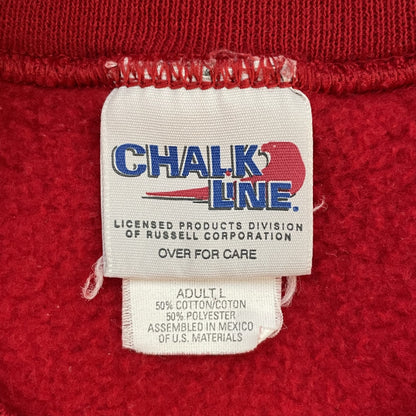 CHALK
LINE.
LICENSED PRODUCTS DIVISION
OF RUSSELL CORPORATION
OVER FOR CARE
ADULT L
50% COTTON/COTON
50% POLYESTER
ASSEMBLED IN MEXICO
OF U.S. MATERIALS